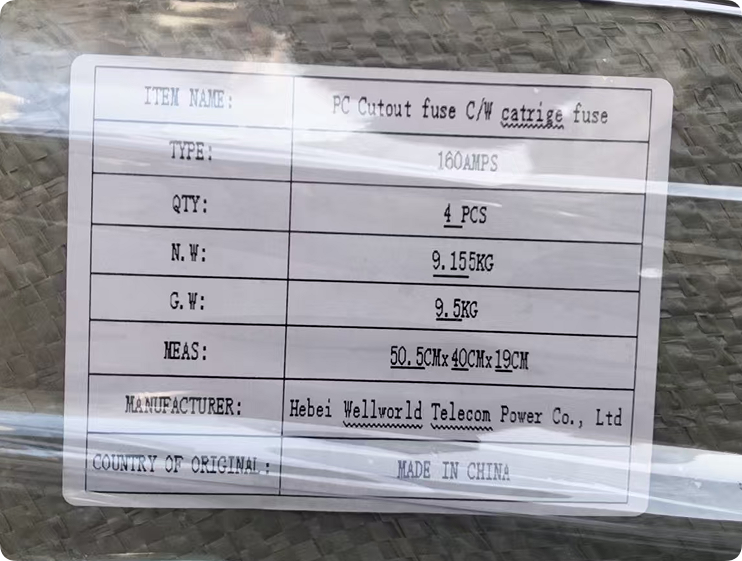 ITEM NAME: PC Cutout fuse C/W catrige fuse
TYPE: 160AMPS
QTY: 4 PCS
N.W: 9.155KG
G.W: 9.5KG
MEAS: 50.5CMx40CMx19CM
MANUFACTURER: Hebei Wellworld Telecom Power Co., Ltd
COUNTRY OF ORIGINAL: MADE IN CHINA